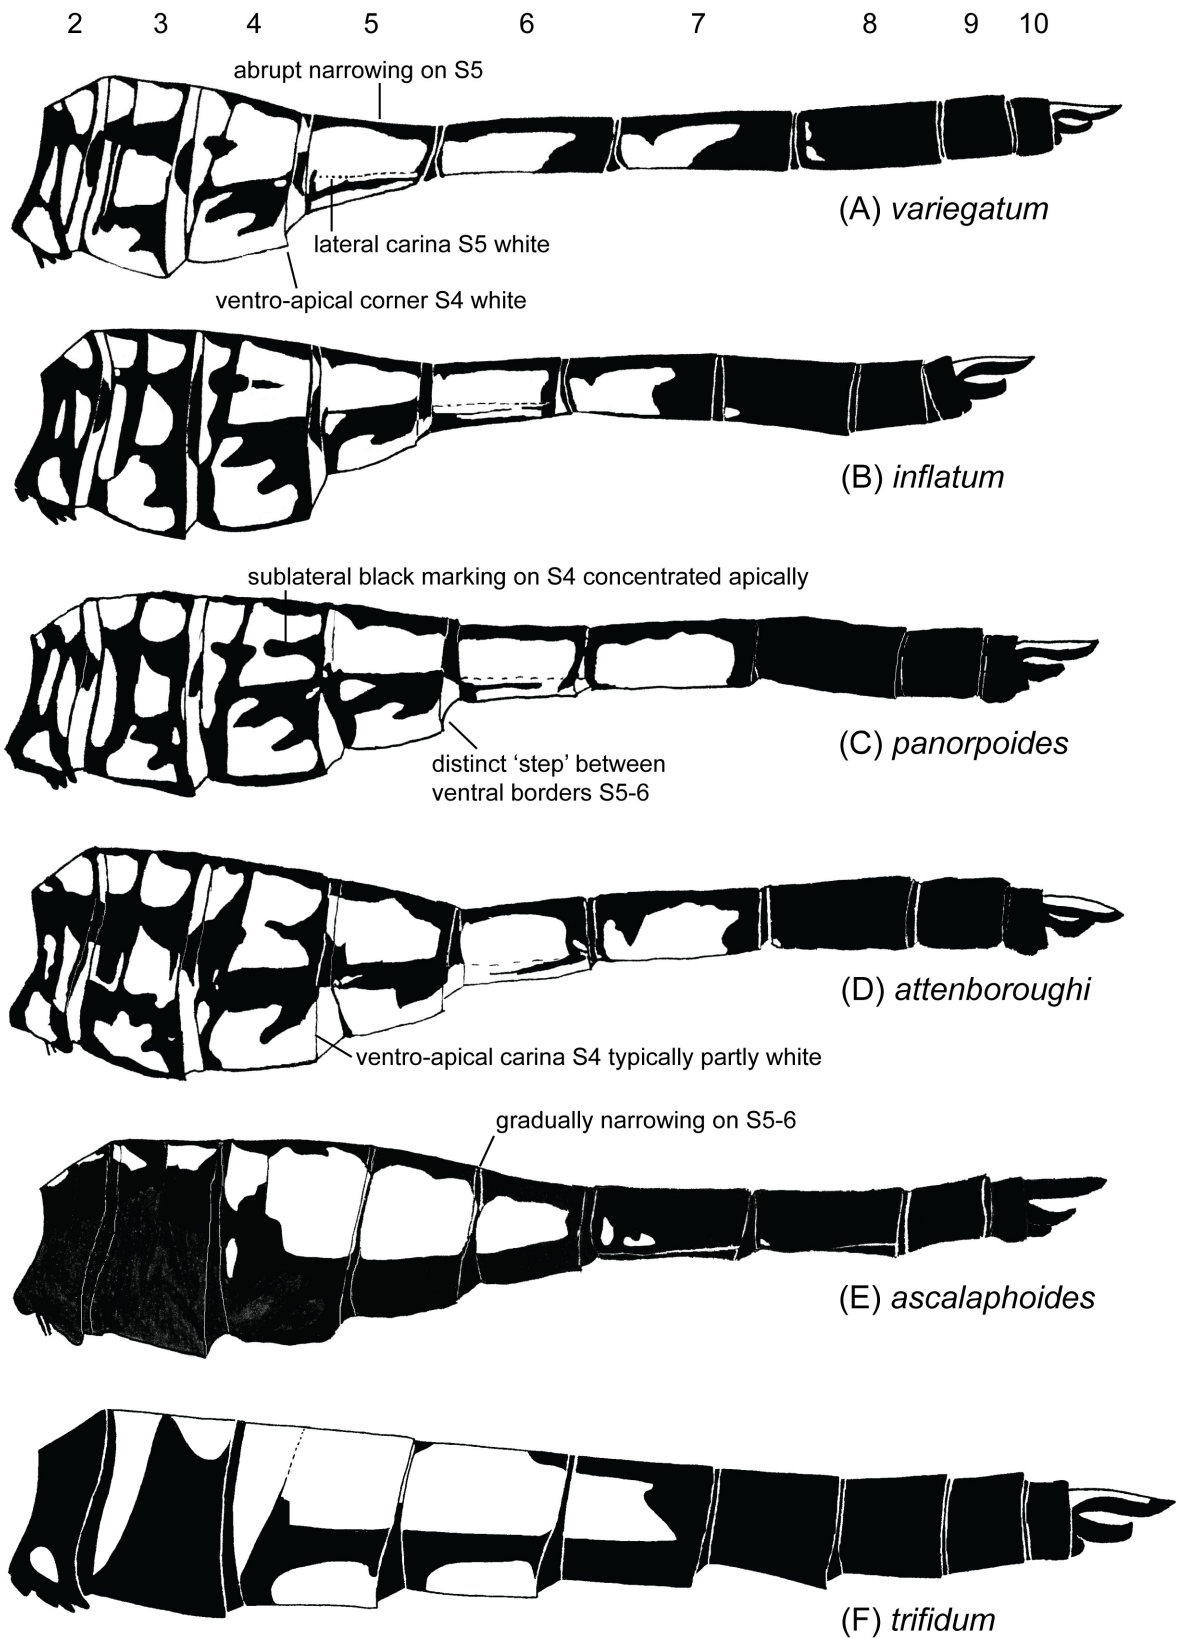 2 3 4 5 6 7 8 9 10
abrupt narrowing on S5
(A) variegatum
lateral carina S5 white
ventro-apical corner S4 white
(B) inflatum
sublateral black marking on S4 concentrated apically
(C) panorpoides
distinct ‘step’ between
ventral borders S5-6
(D) attenboroughi
ventro-apical carina S4 typically partly white
gradually narrowing on S5-6
(E) ascalaphoides
(F) trifidum